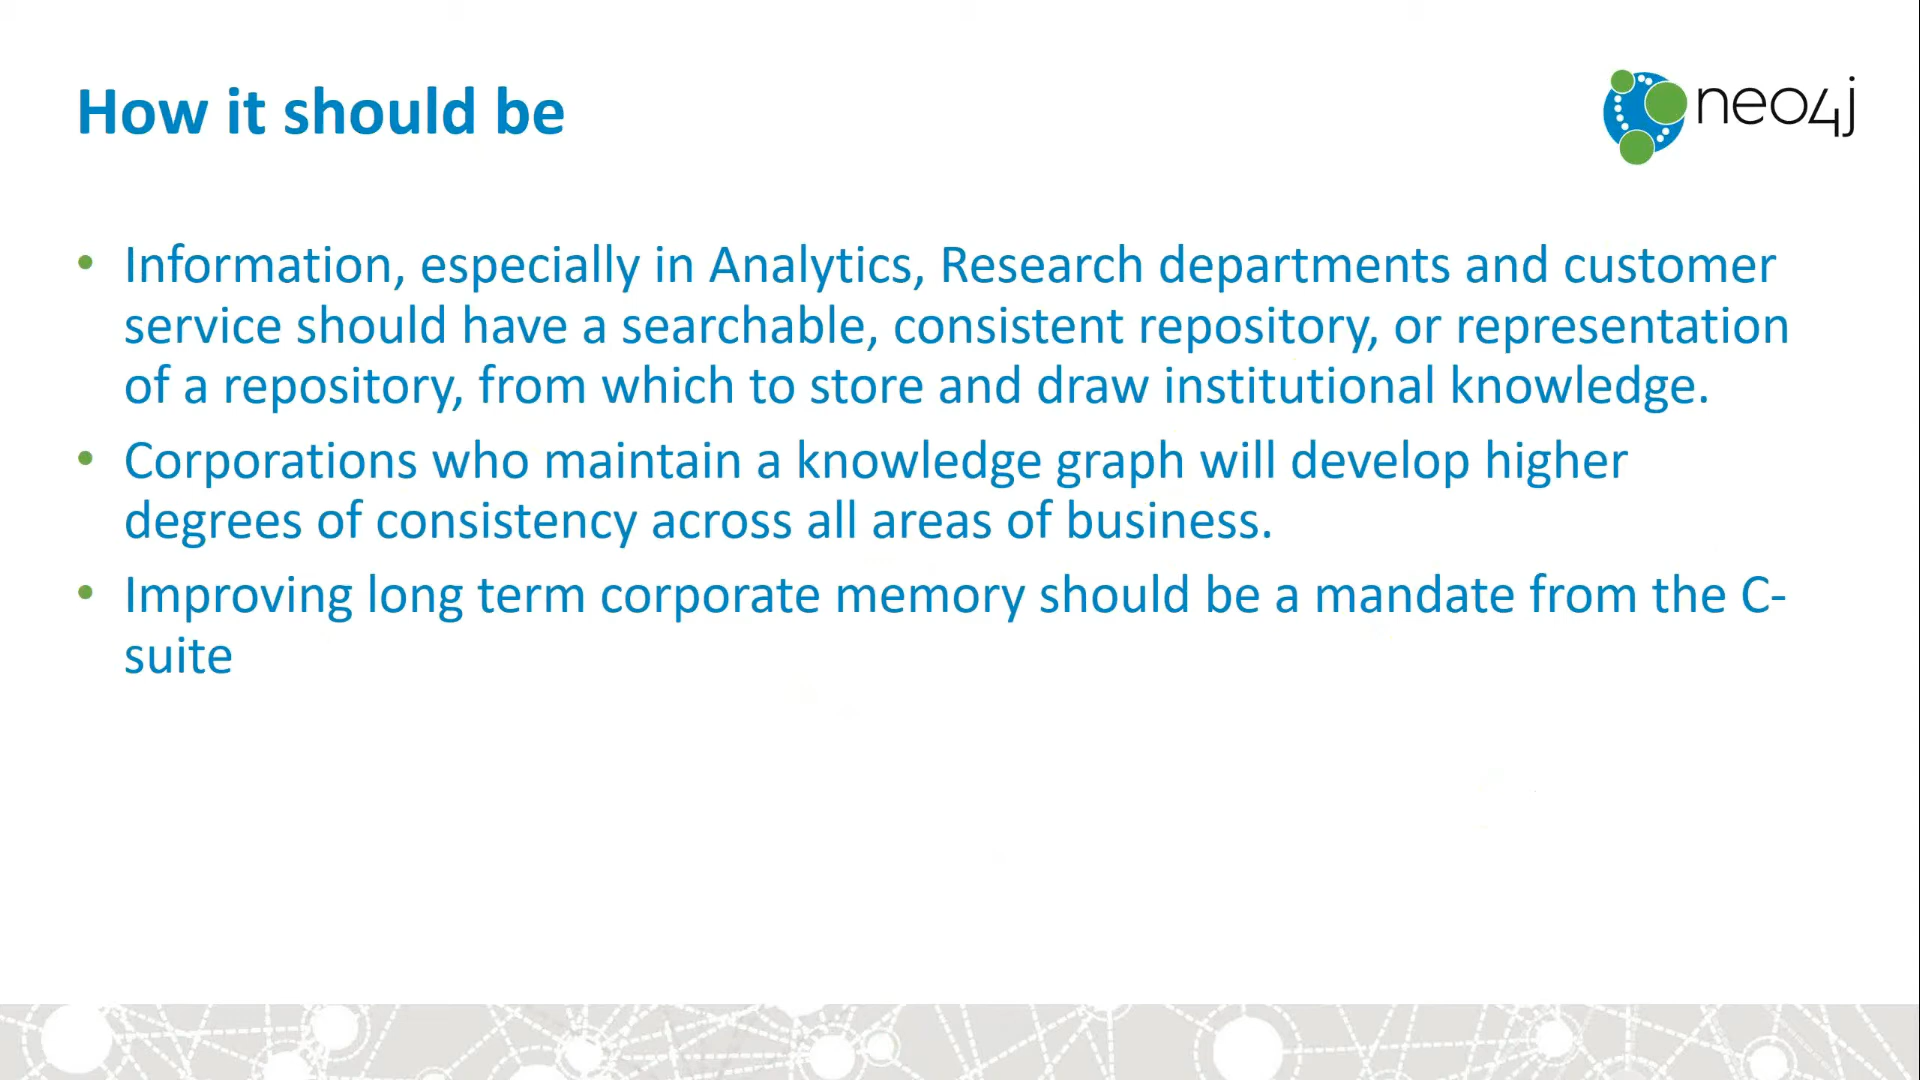 How it should be
neo4j
• Information, especially in Analytics, Research departments and customer
service should have a searchable, consistent repository, or representation
of a repository, from which to store and draw institutional knowledge.
• Corporations who maintain a knowledge graph will develop higher
degrees of consistency across all areas of business.
• Improving long term corporate memory should be a mandate from the C-
suite